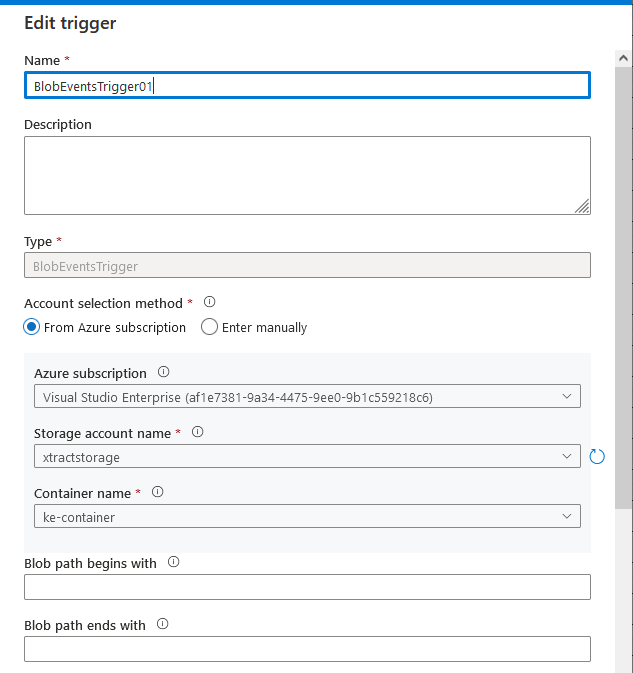 Edit trigger
Name *
BlobEventsTrigger01
Description
Type *
BlobEventsTrigger
Account selection method *
From Azure subscription Enter manually
Azure subscription
Visual Studio Enterprise (af1e7381-9a34-4475-9ee0-9b1c559218c6)
Storage account name *
xtractstorage
Container name *
ke-container
Blob path begins with
Blob path ends with